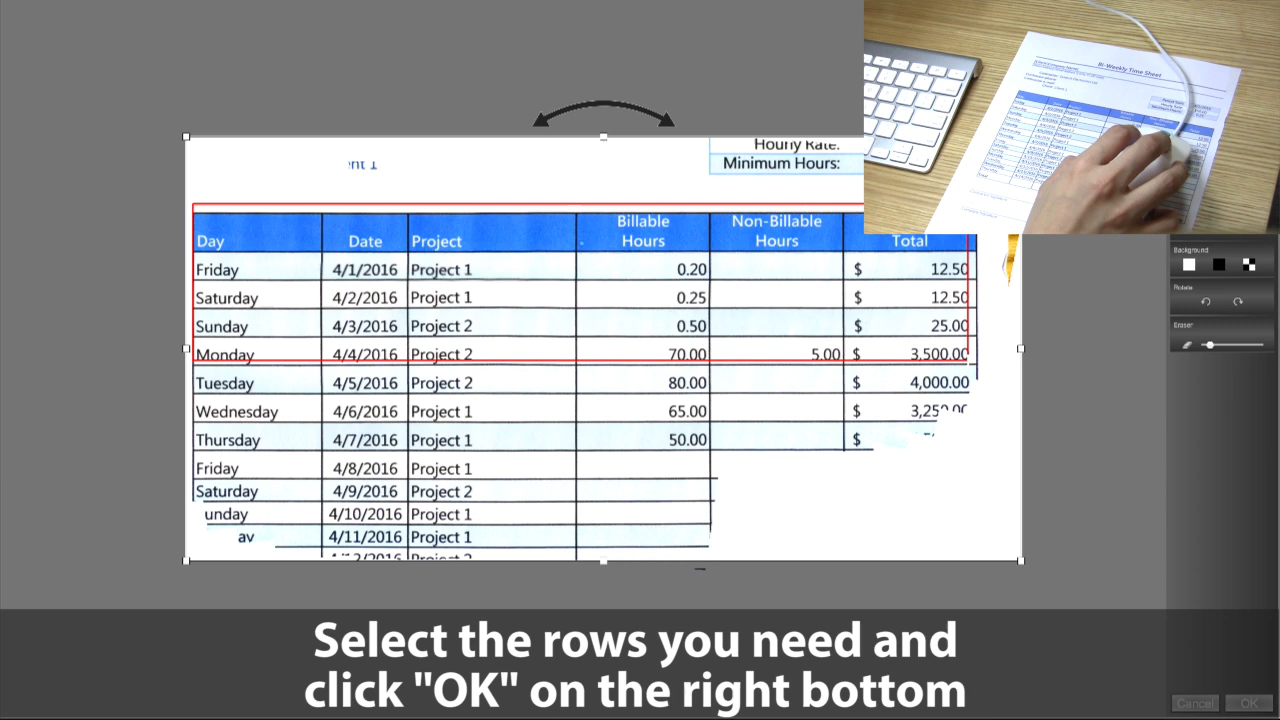 Bi-Weekly Time Sheet
Hourly Rate:
Minimum Hours:
Day Date Project Billable Hours Non-Billable Hours Total
Friday 4/1/2016 Project 1 0.20 $ 12.50
Saturday 4/2/2016 Project 1 0.25 $ 12.50
Sunday 4/3/2016 Project 2 0.50 $ 25.00
Monday 4/4/2016 Project 2 70.00 5.00 $ 3,500.00
Tuesday 4/5/2016 Project 2 80.00 $ 4,000.00
Wednesday 4/6/2016 Project 1 65.00 $
Thursday 4/7/2016 Project 1 50.00 $
Friday 4/8/2016 Project 1
Saturday 4/9/2016 Project 2
unday 4/10/2016 Project 1
4/11/2016 Project 1
Background
Rotate
Eraser
Select the rows you need and
click "OK" on the right bottom
Cancel OK